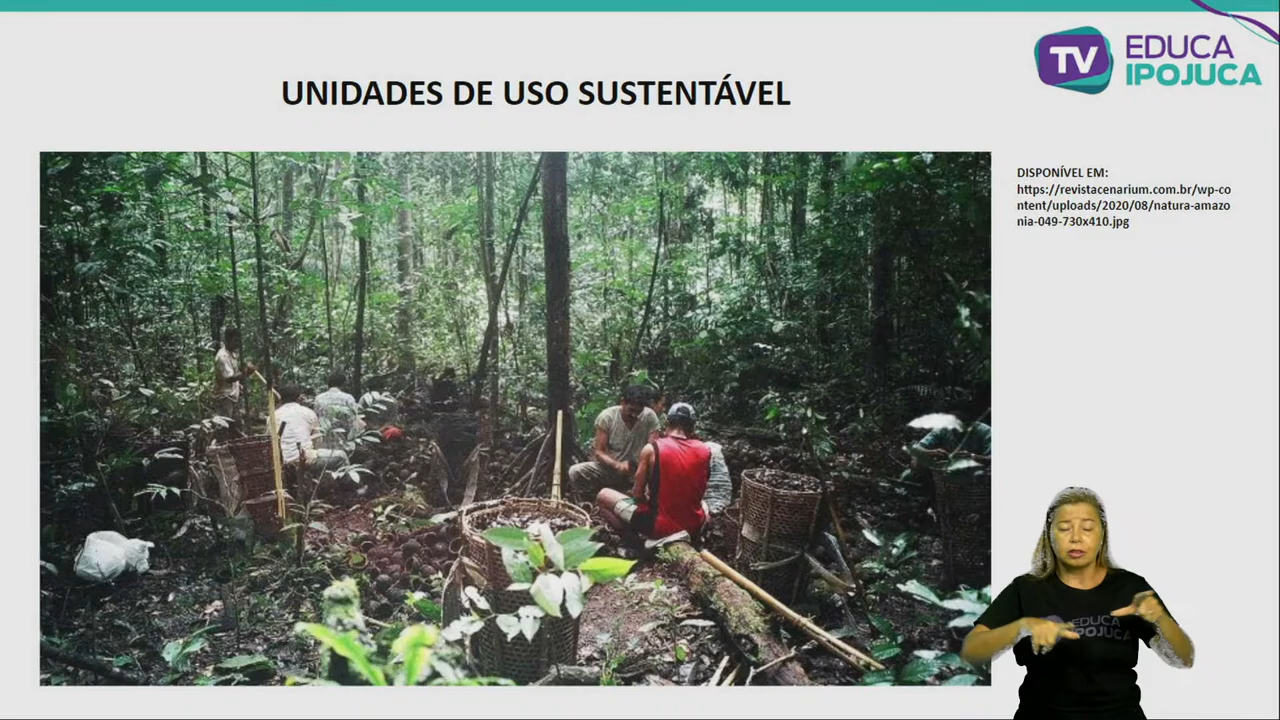 TV EDUCA
IPOJUCA
UNIDADES DE USO SUSTENTÁVEL
DISPONÍVEL EM:
https://revistacenarium.com.br/wp-co
ntent/uploads/2020/08/natura-amazo
nia-049-730x410.jpg
EDUCA
IPOJUCA